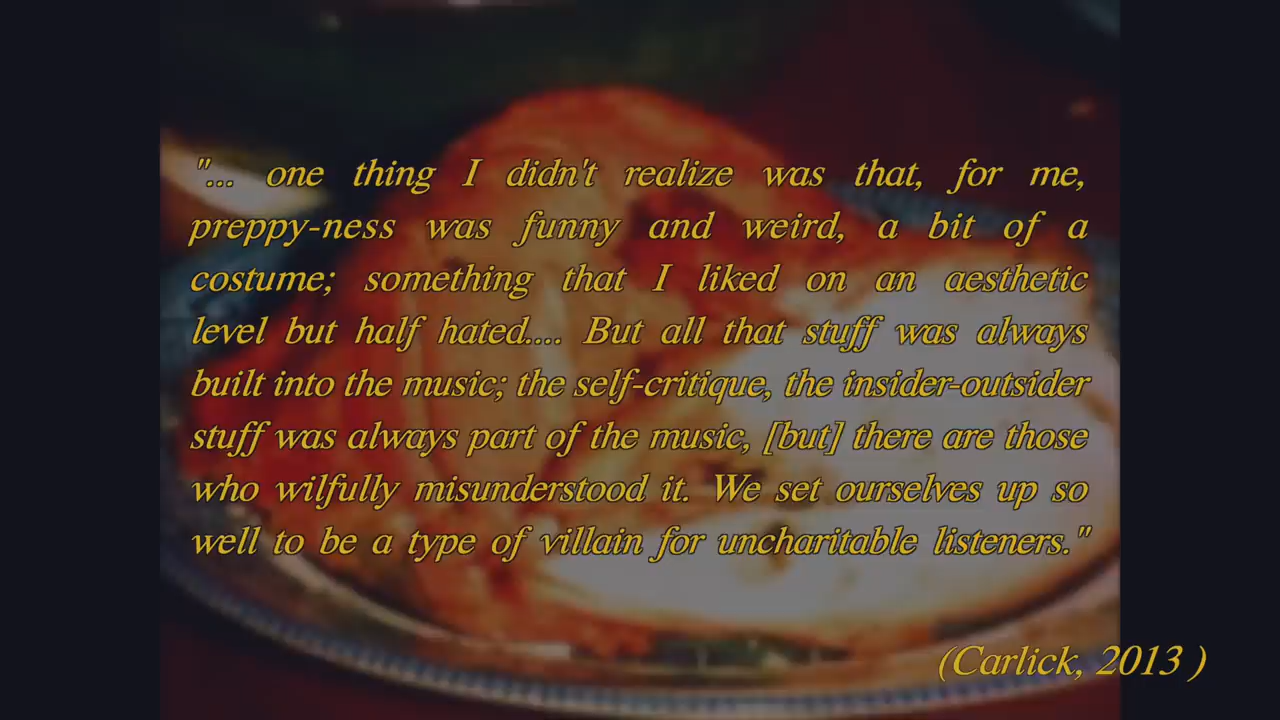 "... one thing I didn't realize was that, for me,
preppy-ness was funny and weird, a bit of a
costume; something that I liked on an aesthetic
level but half hated.... But all that stuff was always
built into the music; the self-critique, the insider-outsider
stuff was always part of the music, [but] there are those
who wilfully misunderstood it. We set ourselves up so
well to be a type of villain for uncharitable listeners."
(Carlick, 2013 )